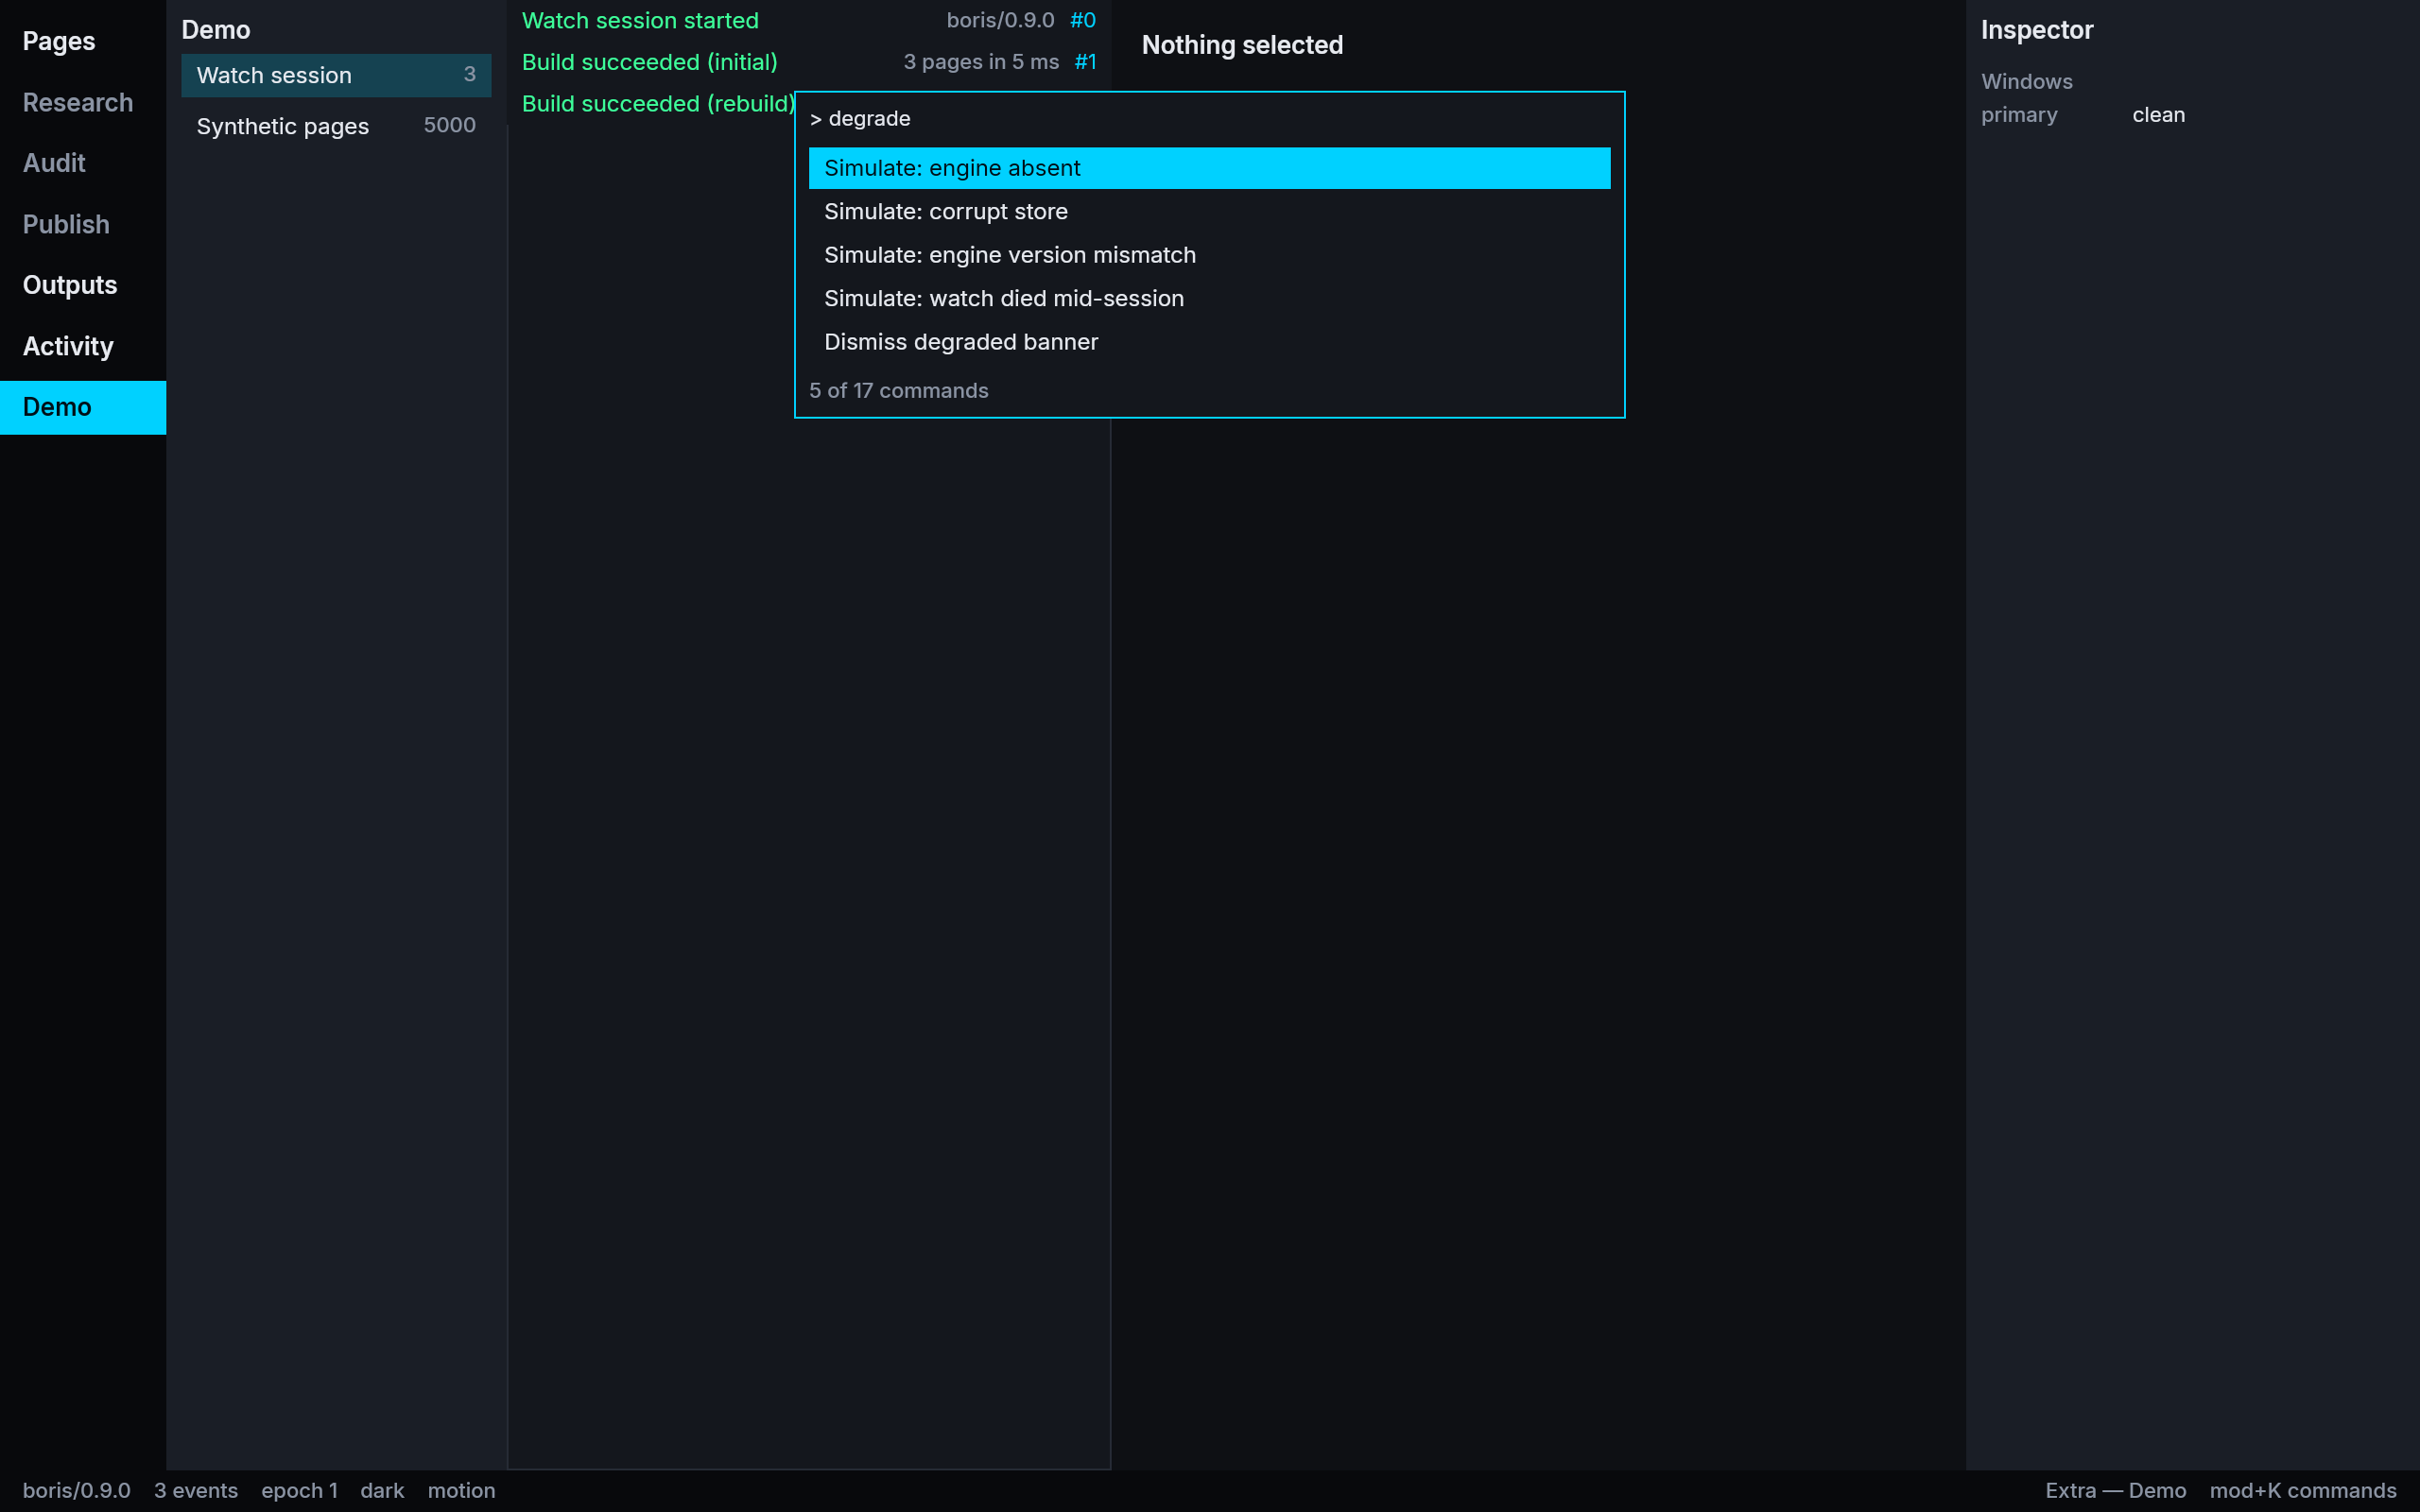 Pages
Research
Audit
Publish
Outputs
Activity
Demo
Demo
Watch session 3
Synthetic pages 5000
Watch session started boris/0.9.0 #0
Build succeeded (initial) 3 pages in 5 ms #1
Build succeeded (rebuild)
> degrade
Simulate: engine absent
Simulate: corrupt store
Simulate: engine version mismatch
Simulate: watch died mid-session
Dismiss degraded banner
5 of 17 commands
Nothing selected
Inspector
Windows
primary clean
boris/0.9.0 3 events epoch 1 dark motion
Extra — Demo mod+K commands